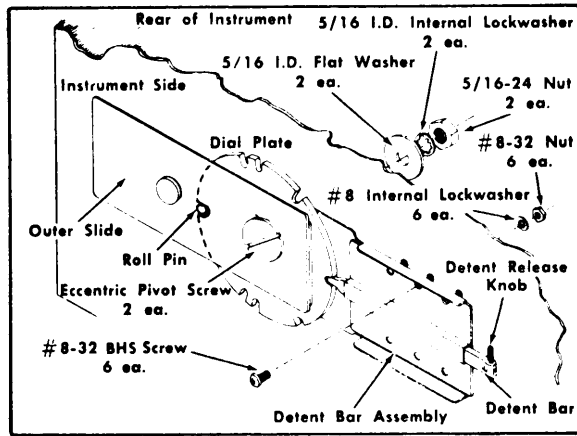 Rear of Instrument
5/16 I.D. Internal Lockwasher
2 ea.
5/16 I.D. Flat Washer
2 ea.
Instrument Side
5/16-24 Nut
2 ea.
Dial Plate
#8-32 Nut
6 ea.
#8 Internal Lockwasher
6 ea.
Outer Slide
Roll Pin
Detent Release
Knob
Eccentric Pivot Screw
2 ea.
#8-32 BHS Screw
6 ea.
Detent Bar Assembly
Detent Bar